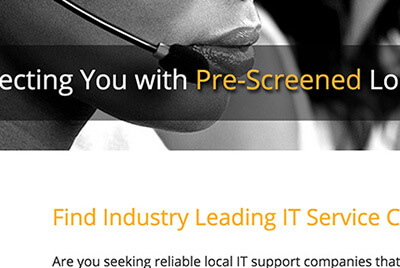 ecting You with Pre-Screened Lo
Find Industry Leading IT Service C
Are you seeking reliable local IT support companies that